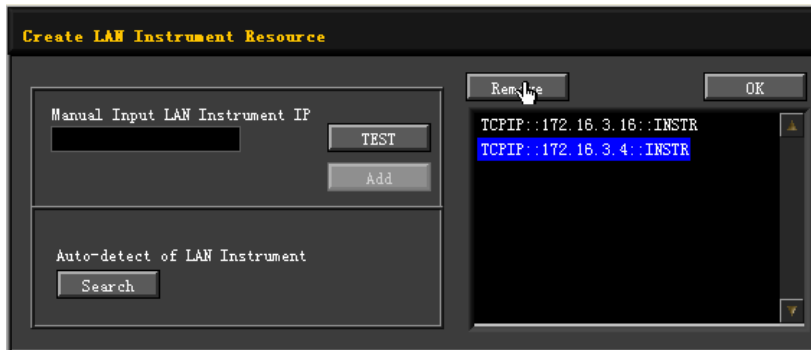 Create LAN Instrument Resource
Manual Input LAN Instrument IP
TEST
Add
Auto-detect of LAN Instrument
Search
Remove
OK
TCPIP::172.16.3.16::INSTR
TCPIP::172.16.3.4::INSTR